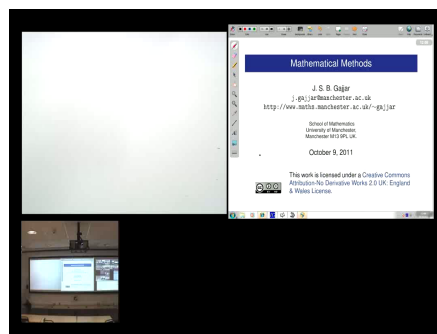 Mathematical Methods
J. S. B. Gajjar
j.gajjar@manchester.ac.uk
http://www.maths.manchester.ac.uk/~gajjar
School of Mathematics
University of Manchester,
Manchester M13 9PL UK.
October 9, 2011
This work is licensed under a Creative Commons
Attribution-No Derivative Works 2.0 UK: England
& Wales License.